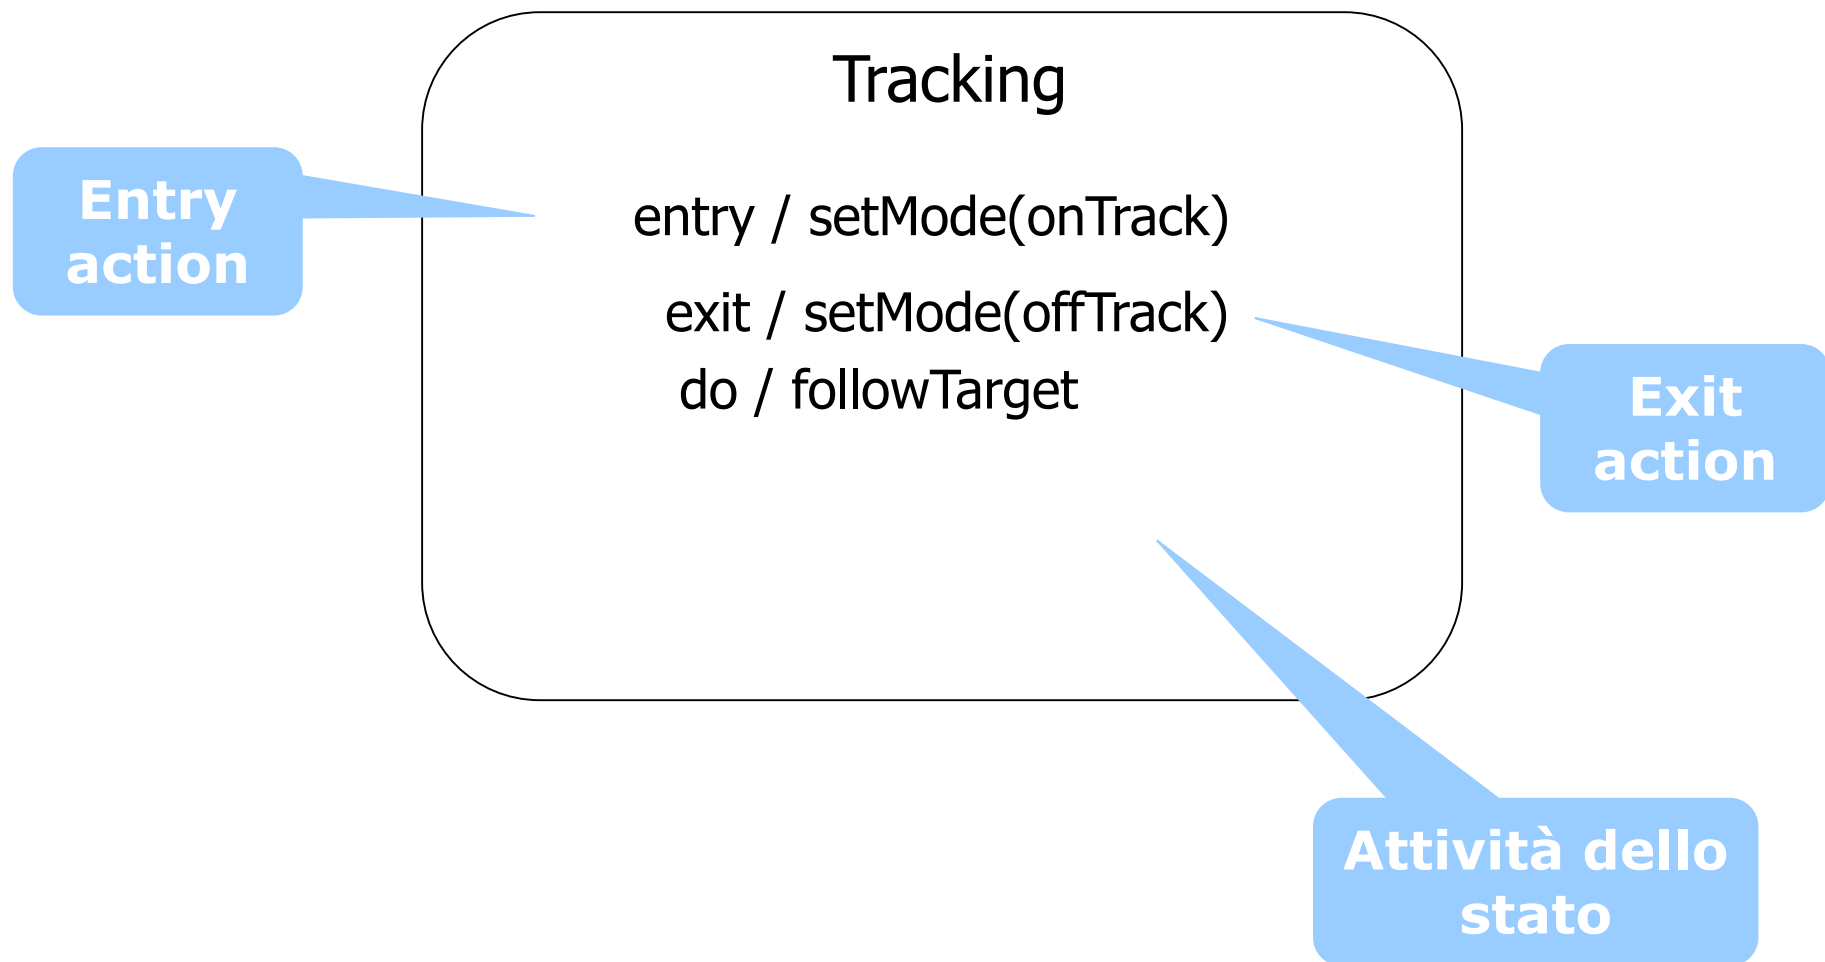 Tracking
Entry
action
entry / setMode(onTrack)
exit / setMode(offTrack)
do / followTarget
Exit
action
Attività dello
stato